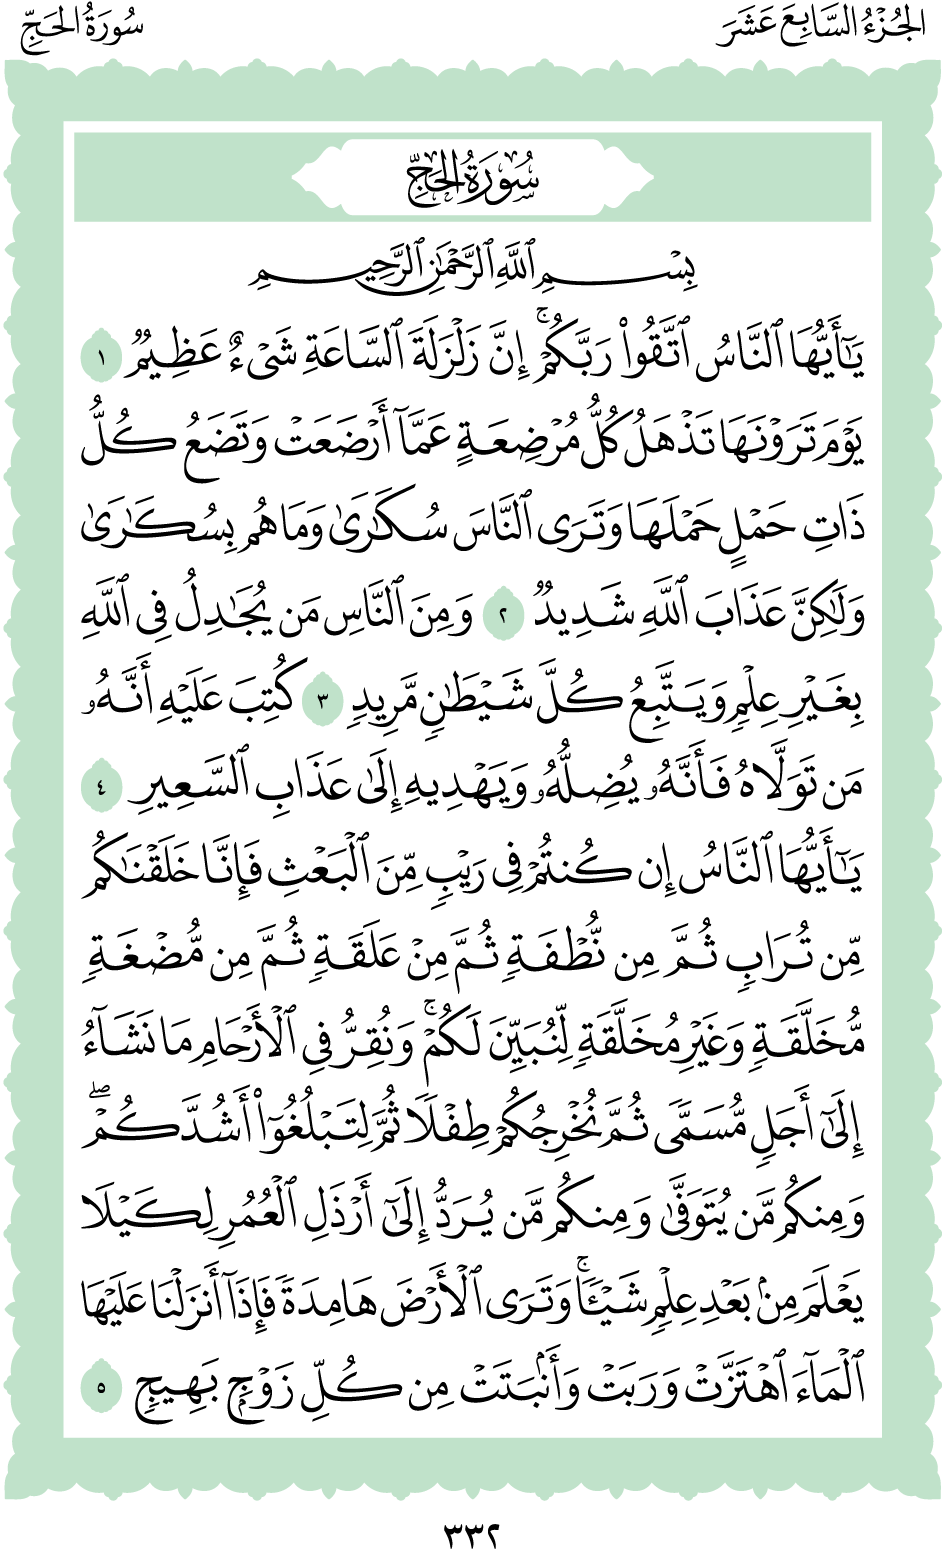 الجُزْءُ السَّابِعَ عَشَرَ
سُورَةُ الحَجِّ
سُورَةُ الحَجِّ
بِسْمِ ٱللَّهِ ٱلرَّحْمَٰنِ ٱلرَّحِيمِ
يَٰٓأَيُّهَا ٱلنَّاسُ ٱتَّقُوا۟ رَبَّكُمْ ۚ إِنَّ زَلْزَلَةَ ٱلسَّاعَةِ شَىْءٌ عَظِيمٌ ١
يَوْمَ تَرَوْنَهَا تَذْهَلُ كُلُّ مُرْضِعَةٍ عَمَّآ أَرْضَعَتْ وَتَضَعُ كُلُّ
ذَاتِ حَمْلٍ حَمْلَهَا وَتَرَى ٱلنَّاسَ سُكَٰرَىٰ وَمَا هُم بِسُكَٰرَىٰ
وَلَٰكِنَّ عَذَابَ ٱللَّهِ شَدِيدٌ ٢ وَمِنَ ٱلنَّاسِ مَن يُجَٰدِلُ فِى ٱللَّهِ
بِغَيْرِ عِلْمٍ وَيَتَّبِعُ كُلَّ شَيْطَٰنٍ مَّرِيدٍ ٣ كُتِبَ عَلَيْهِ أَنَّهُۥ
مَن تَوَلَّاهُ فَأَنَّهُۥ يُضِلُّهُۥ وَيَهْدِيهِ إِلَىٰ عَذَابِ ٱلسَّعِيرِ ٤
يَٰٓأَيُّهَا ٱلنَّاسُ إِن كُنتُمْ فِى رَيْبٍ مِّنَ ٱلْبَعْثِ فَإِنَّا خَلَقْنَٰكُم
مِّن تُرَابٍ ثُمَّ مِن نُّطْفَةٍ ثُمَّ مِنْ عَلَقَةٍ ثُمَّ مِن مُّضْغَةٍ
مُّخَلَّقَةٍ وَغَيْرِ مُخَلَّقَةٍ لِّنُبَيِّنَ لَكُمْ ۚ وَنُقِرُّ فِى ٱلْأَرْحَامِ مَا نَشَآءُ
إِلَىٰٓ أَجَلٍ مُّسَمًّى ثُمَّ نُخْرِجُكُمْ طِفْلًا ثُمَّ لِتَبْلُغُوٓا۟ أَشُدَّكُمْ ۖ
وَمِنكُم مَّن يُتَوَفَّىٰ وَمِنكُم مَّن يُرَدُّ إِلَىٰٓ أَرْذَلِ ٱلْعُمُرِ لِكَيْلَا
يَعْلَمَ مِنۢ بَعْدِ عِلْمٍ شَيْـًٔا ۚ وَتَرَى ٱلْأَرْضَ هَامِدَةً فَإِذَآ أَنزَلْنَا عَلَيْهَا
ٱلْمَآءَ ٱهْتَزَّتْ وَرَبَتْ وَأَنۢبَتَتْ مِن كُلِّ زَوْجٍۭ بَهِيجٍ ٥
٣٣٢